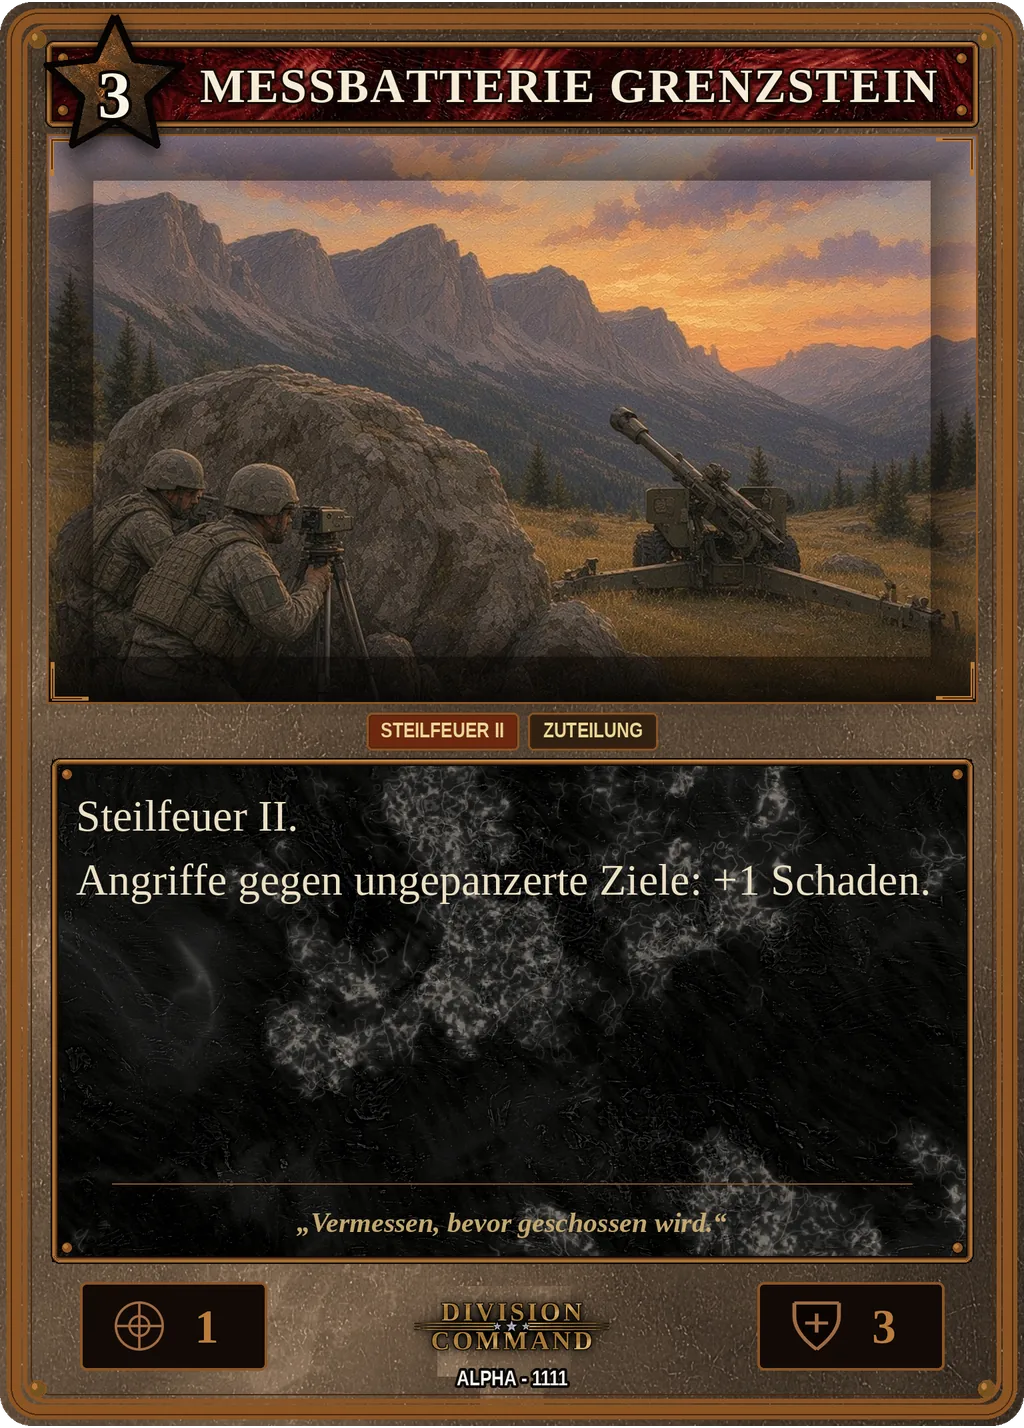 3
MESSBATTERIE GRENZSTEIN
STEILFEUER II
ZUTEILUNG
Steilfeuer II.
Angriffe gegen ungepanzerte Ziele: +1 Schaden.
„Vermessen, bevor geschossen wird.“
1
DIVISION
COMMAND
3
ALPHA - 1111